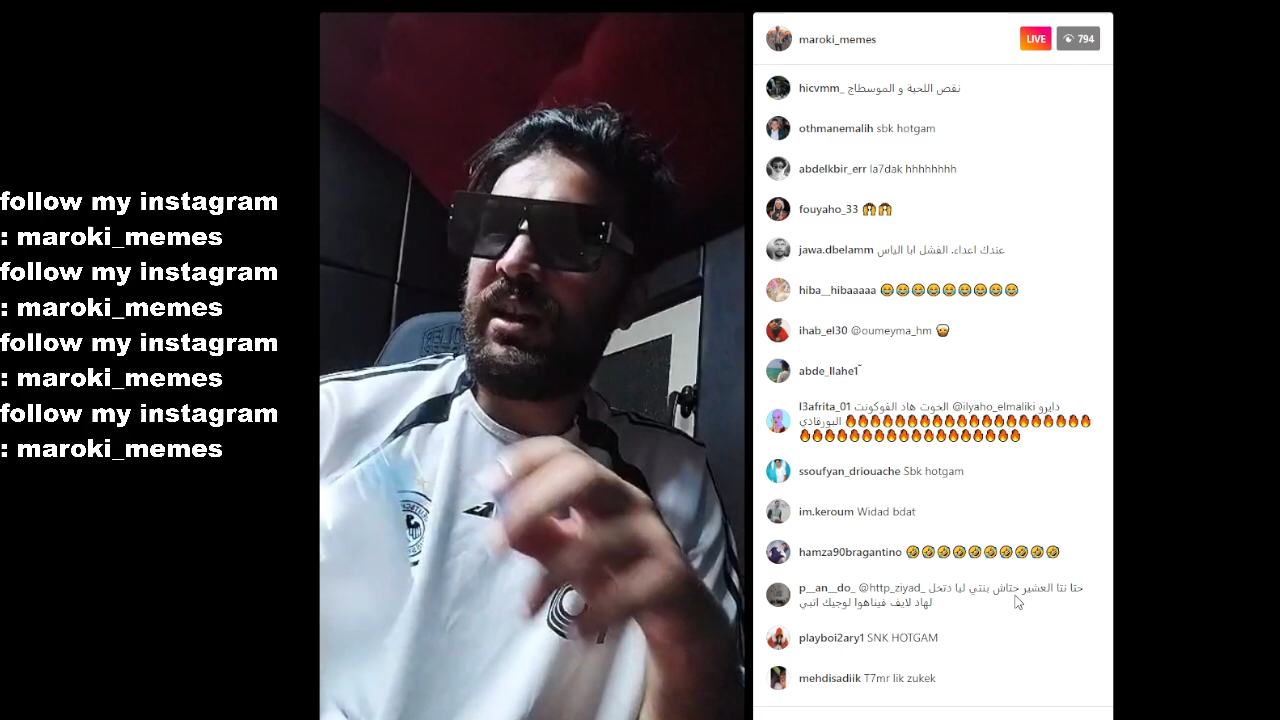 follow my instagram
: maroki_memes
follow my instagram
: maroki_memes
follow my instagram
: maroki_memes
follow my instagram
: maroki_memes
maroki_memes
LIVE
794
hicvmm_ نقص اللحية و الموسطاج
othmanemalih sbk hotgam
abdelkbir_err la7dak hhhhhhhh
fouyaho_33 🙀🙀
jawa.dbelamm عندك اعداء، الفشل ابا الياس
hiba__hibaaaaa 😂😂😂😂😂😂😂😂😂
ihab_el30 @oumeyma_hm
abde_llahe1
l3afrita_01 الحوت هاد الفوكونت @ilyaho_elmaliki دايرو
البورقادي 🔥🔥🔥🔥🔥🔥🔥🔥🔥🔥🔥🔥🔥🔥🔥🔥🔥🔥🔥🔥
🔥🔥🔥🔥🔥🔥🔥🔥🔥🔥🔥🔥🔥🔥🔥🔥🔥🔥
ssoufyan_driouache Sbk hotgam
im.keroum Widad bdat
hamza90bragantino 🤣🤣🤣🤣🤣🤣🤣🤣🤣🤣
p__an_do_ @http_ziyad_ حتا نتا العشير حتاش بنتي ليا دتخل
لهاد لايف فيناهوا لوجيك انبي
playboi2ary1 SNK HOTGAM
mehdisadiik T7mr lik zukek